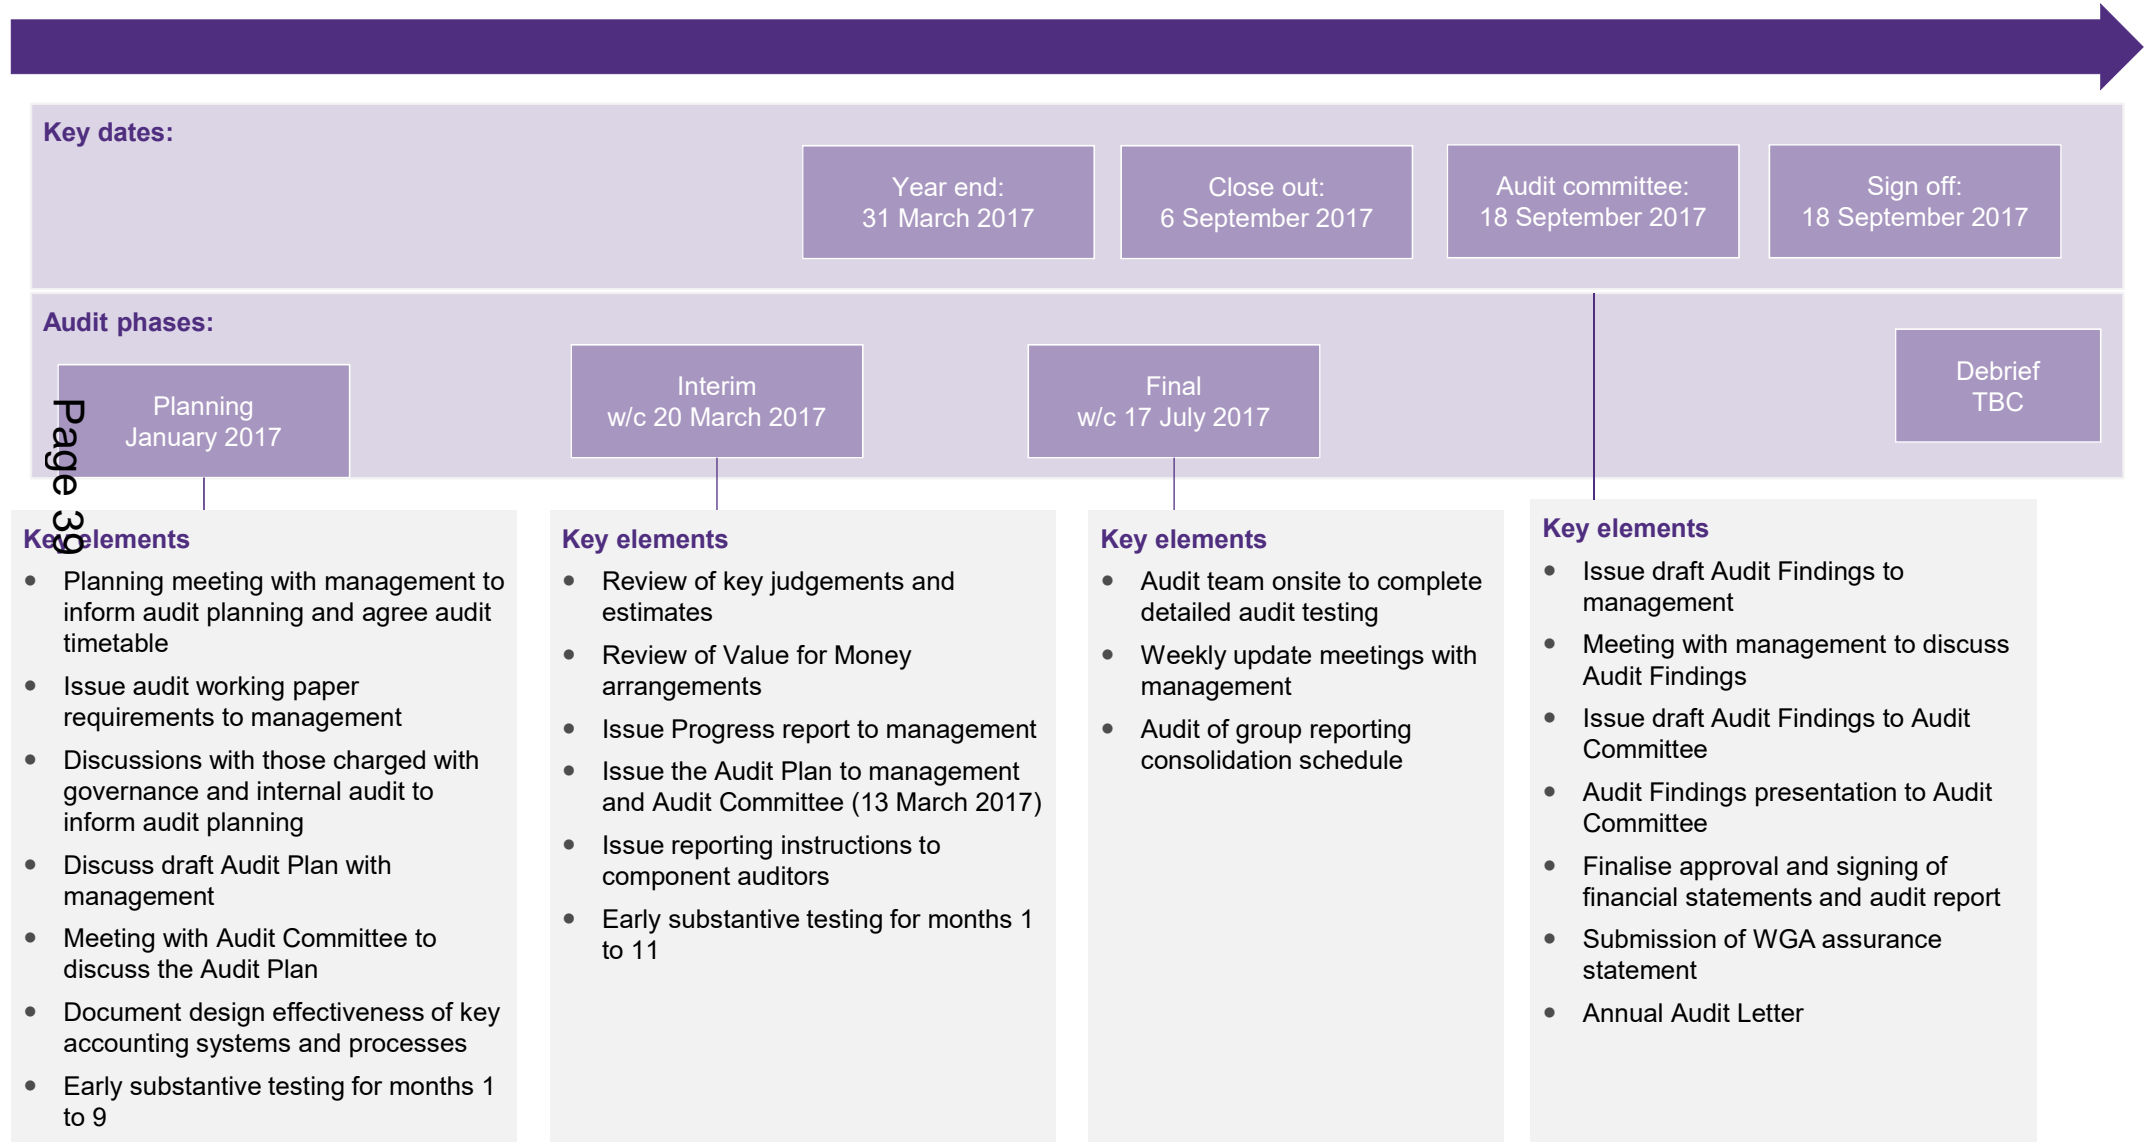 Key dates:
Year end:
31 March 2017
Close out:
6 September 2017
Audit committee:
18 September 2017
Sign off:
18 September 2017
Audit phases:
Planning
January 2017
Interim
w/c 20 March 2017
Final
w/c 17 July 2017
Debrief
TBC
Page 39
Key elements
• Planning meeting with management to
inform audit planning and agree audit
timetable
• Issue audit working paper
requirements to management
• Discussions with those charged with
governance and internal audit to
inform audit planning
• Discuss draft Audit Plan with
management
• Meeting with Audit Committee to
discuss the Audit Plan
• Document design effectiveness of key
accounting systems and processes
• Early substantive testing for months 1
to 9
Key elements
• Review of key judgements and
estimates
• Review of Value for Money
arrangements
• Issue Progress report to management
• Issue the Audit Plan to management
and Audit Committee (13 March 2017)
• Issue reporting instructions to
component auditors
• Early substantive testing for months 1
to 11
Key elements
• Audit team onsite to complete
detailed audit testing
• Weekly update meetings with
management
• Audit of group reporting
consolidation schedule
Key elements
• Issue draft Audit Findings to
management
• Meeting with management to discuss
Audit Findings
• Issue draft Audit Findings to Audit
Committee
• Audit Findings presentation to Audit
Committee
• Finalise approval and signing of
financial statements and audit report
• Submission of WGA assurance
statement
• Annual Audit Letter